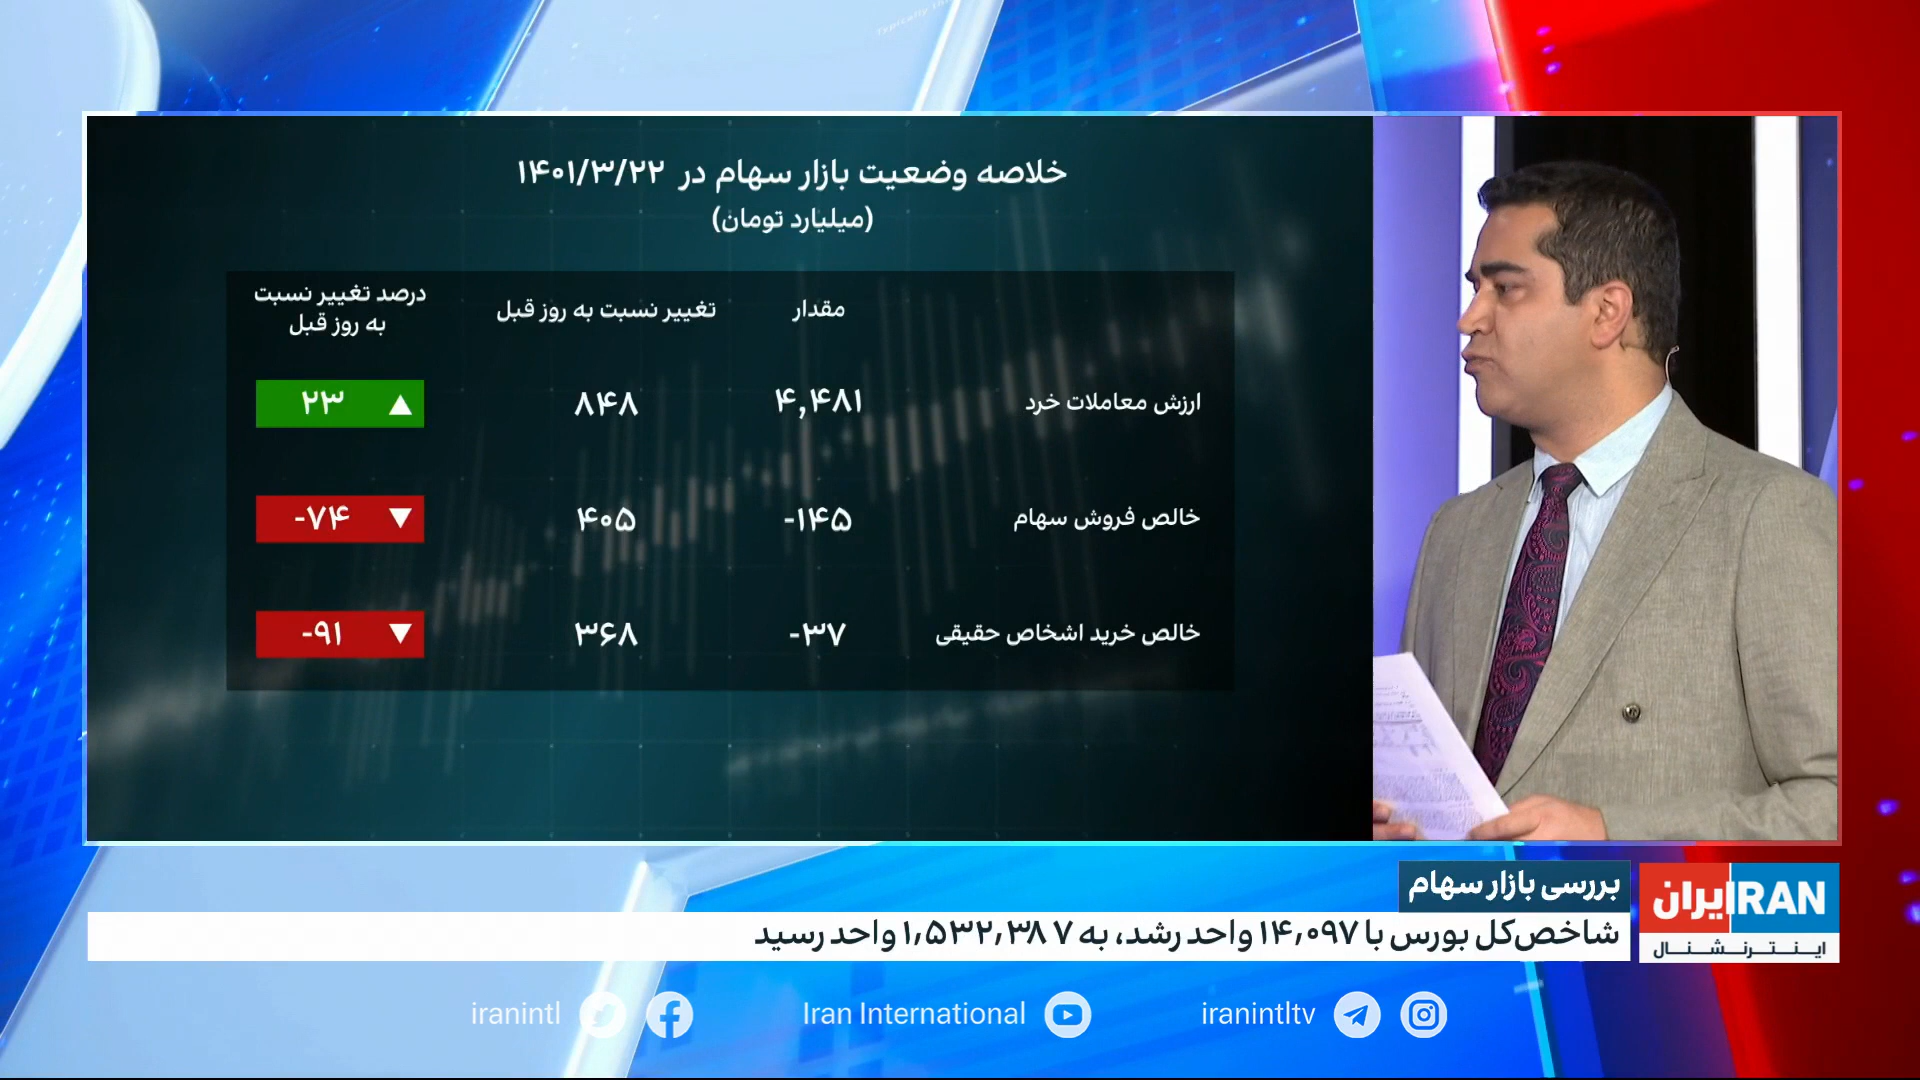 خلاصه وضعیت بازار سهام در ۱۴۰۱/۳/۲۲
(میلیارد تومان)
مقدار تغییر نسبت به روز قبل درصد تغییر نسبت به روز قبل
ارزش معاملات خرد ۴,۴۸۱ ۸۴۸ ▲ ۲۳
خالص فروش سهام -۱۴۵ ۴۰۵ ▼ -۷۴
خالص خرید اشخاص حقیقی -۳۷ ۳۶۸ ▼ -۹۱
بررسی بازار سهام
شاخص‌کل بورس با ۱۴,۰۹۷ واحد رشد، به ۱,۵۳۲,۳۸۷ واحد رسید
ایران IRAN
اینترنشنال
iranintl Iran International iranintltv